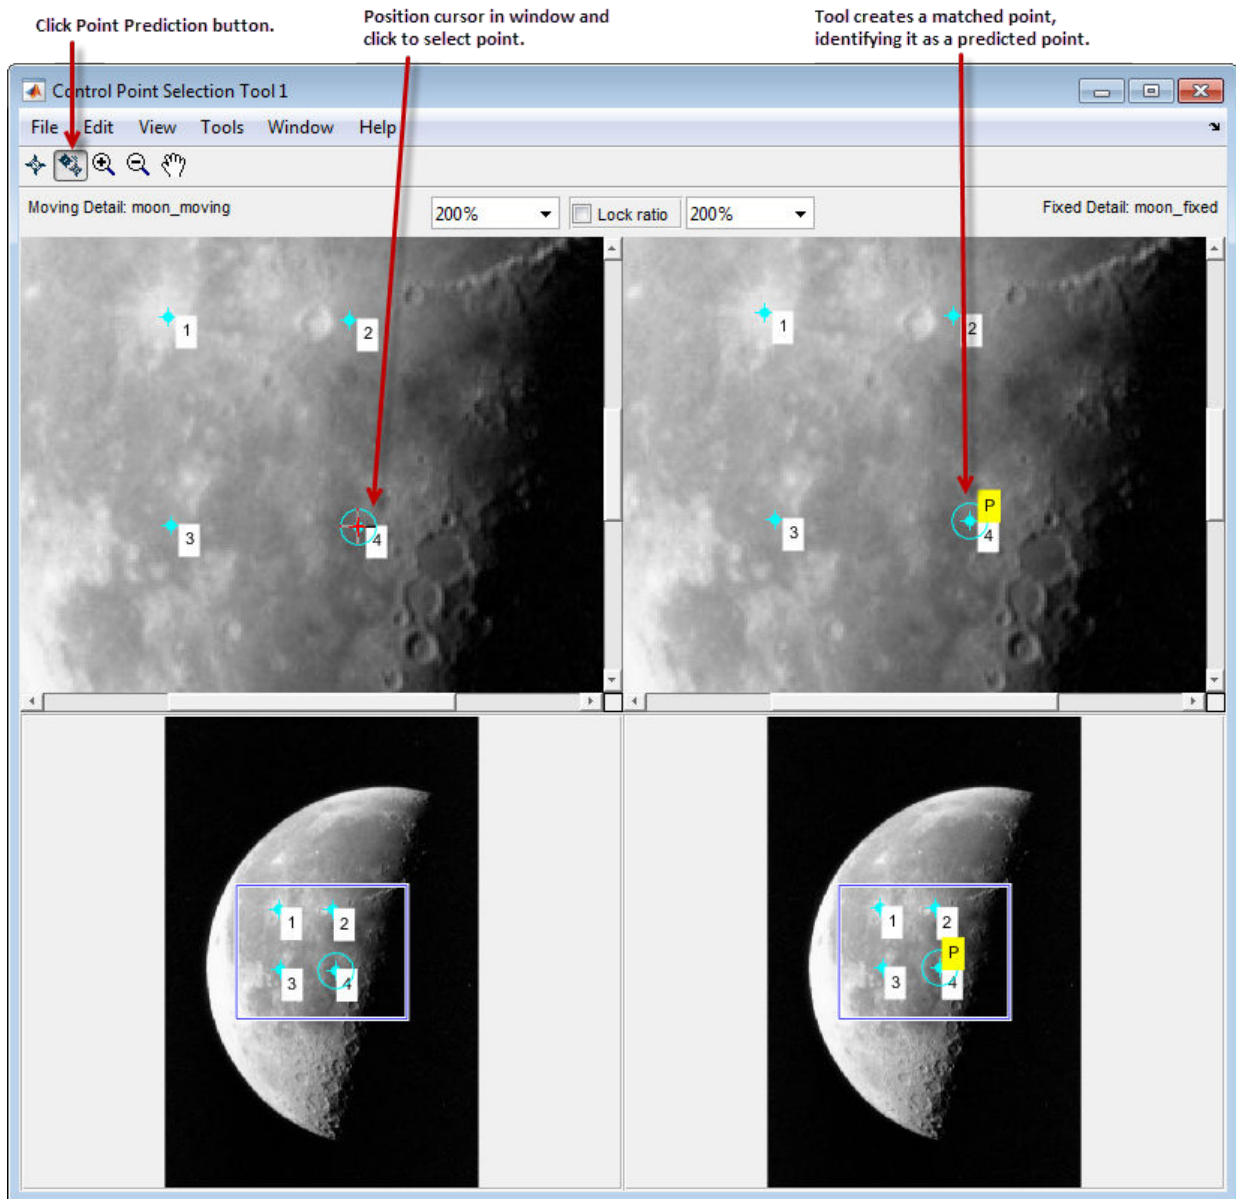 Click Point Prediction button.
Position cursor in window and
click to select point.
Tool creates a matched point,
identifying it as a predicted point.
Control Point Selection Tool 1
File Edit View Tools Window Help
Moving Detail: moon_moving
200%
Lock ratio
200%
Fixed Detail: moon_fixed
1
2
3
4
1
2
3
P
4
1
2
3
4
1
2
P
3
4